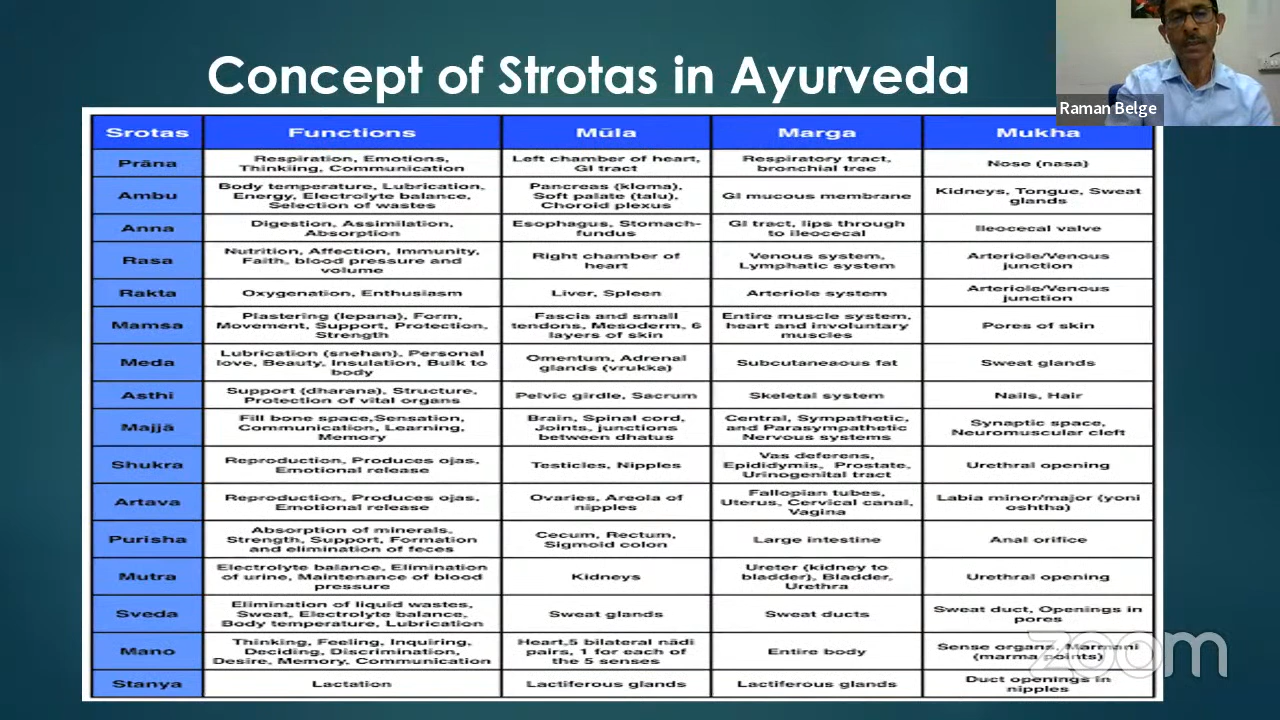 Concept of Strotas in Ayurveda
Raman Belge
Srotas Functions Mūla Marga Mukha
Prāna
Respiration, Emotions,
Thinkiing, Communication
Left chamber of heart,
GI tract
Respiratory tract,
bronchial tree
Nose (nasa)
Ambu
Body temperature, Lubrication,
Energy, Electrolyte balance,
Selection of wastes
Pancreas (kloma),
Soft palate (talu),
Choroid plexus
GI mucous membrane
Kidneys, Tongue, Sweat
glands
Anna
Digestion, Assimilation,
Absorption
Esophagus, Stomach-
fundus
GI tract, lips through
to ileocecal
Ileocecal valve
Rasa
Nutrition, Affection, Immunity,
Faith, blood pressure and
volume
Right chamber of
heart
Venous system,
Lymphatic system
Arteriole/Venous
junction
Rakta
Oxygenation, Enthusiasm
Liver, Spleen
Arteriole system
Arteriole/Venous
junction
Mamsa
Plastering (lepana), Form,
Movement, Support, Protection,
Strength
Fascia and small
tendons, Mesoderm, 6
layers of skin
Entire muscle system,
heart and involuntary
muscles
Pores of skin
Meda
Lubrication (snehan), Personal
love, Beauty, Insulation, Bulk to
body
Omentum, Adrenal
glands (vrukka)
Subcutaneaous fat
Sweat glands
Asthi
Support (dharana), Structure,
Protection of vital organs
Pelvic girdle, Sacrum
Skeletal system
Nails, Hair
Majjā
Fill bone space,Sensation,
Communication, Learning,
Memory
Brain, Spinal cord,
Joints, junctions
between dhatus
Central, Sympathetic,
and Parasympathetic
Nervous systems
Synaptic space,
Neuromuscular cleft
Shukra
Reproduction, Produces ojas,
Emotional release
Testicles, Nipples
Vas deferens,
Epididymis, Prostate,
Urinogenital tract
Urethral opening
Artava
Reproduction, Produces ojas,
Emotional release
Ovaries, Areola of
nipples
Fallopian tubes,
Uterus, Cervical canal,
Vagina
Labia minor/major (yoni
oshtha)
Purisha
Absorption of minerals,
Strength, Support, Formation
and elimination of feces
Cecum, Rectum,
Sigmoid colon
Large intestine
Anal orifice
Mutra
Electrolyte balance, Elimination
of urine, Maintenance of blood
pressure
Kidneys
Ureter (kidney to
bladder), Bladder,
Urethra
Urethral opening
Sveda
Elimination of liquid wastes,
Sweat, Electrolyte balance,
Body temperature, Lubrication
Sweat glands
Sweat ducts
Sweat duct, Openings in
pores
Mano
Thinking, Feeling, Inquiring,
Deciding, Discrimination,
Desire, Memory, Communication
Heart,5 bilateral nādi
pairs, 1 for each of
the 5 senses
Entire body
Sense organs, Marmani
(marma points)
Stanya
Lactation
Lactiferous glands
Lactiferous glands
Duct openings in
nipples
zoom